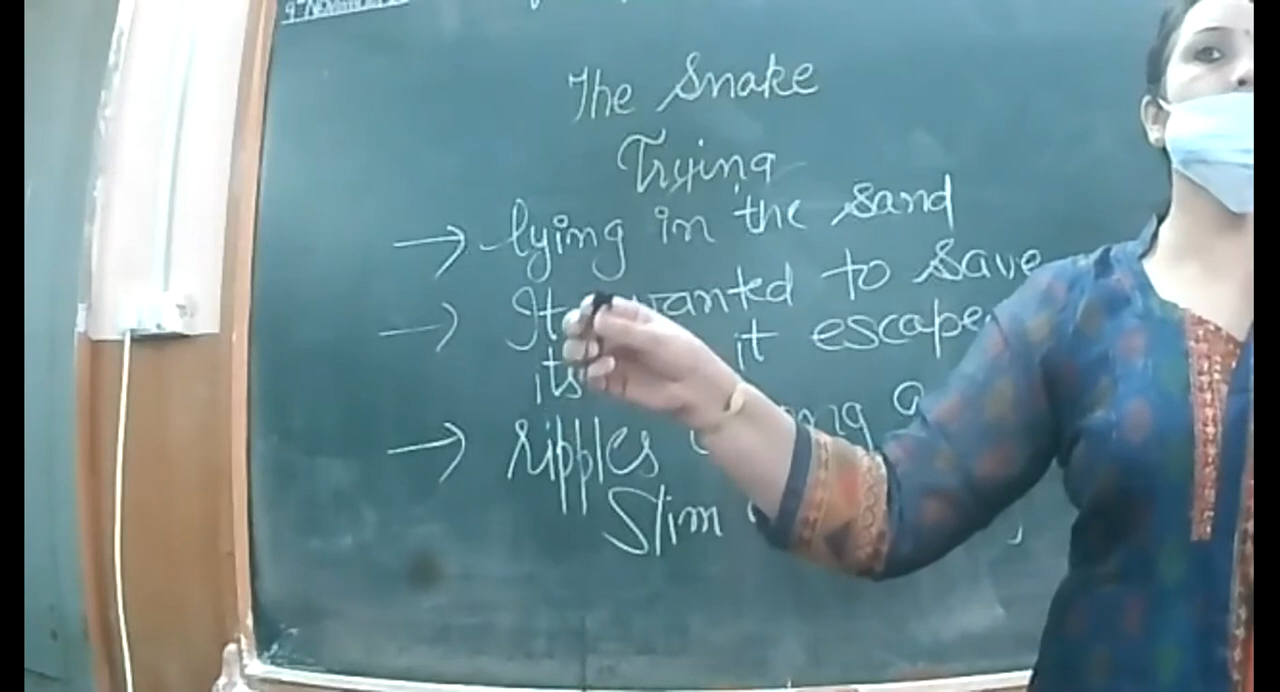 The Snake
Trying
→ lying in the sand
→ It wanted to save
its it escape
→ ripples
Slim